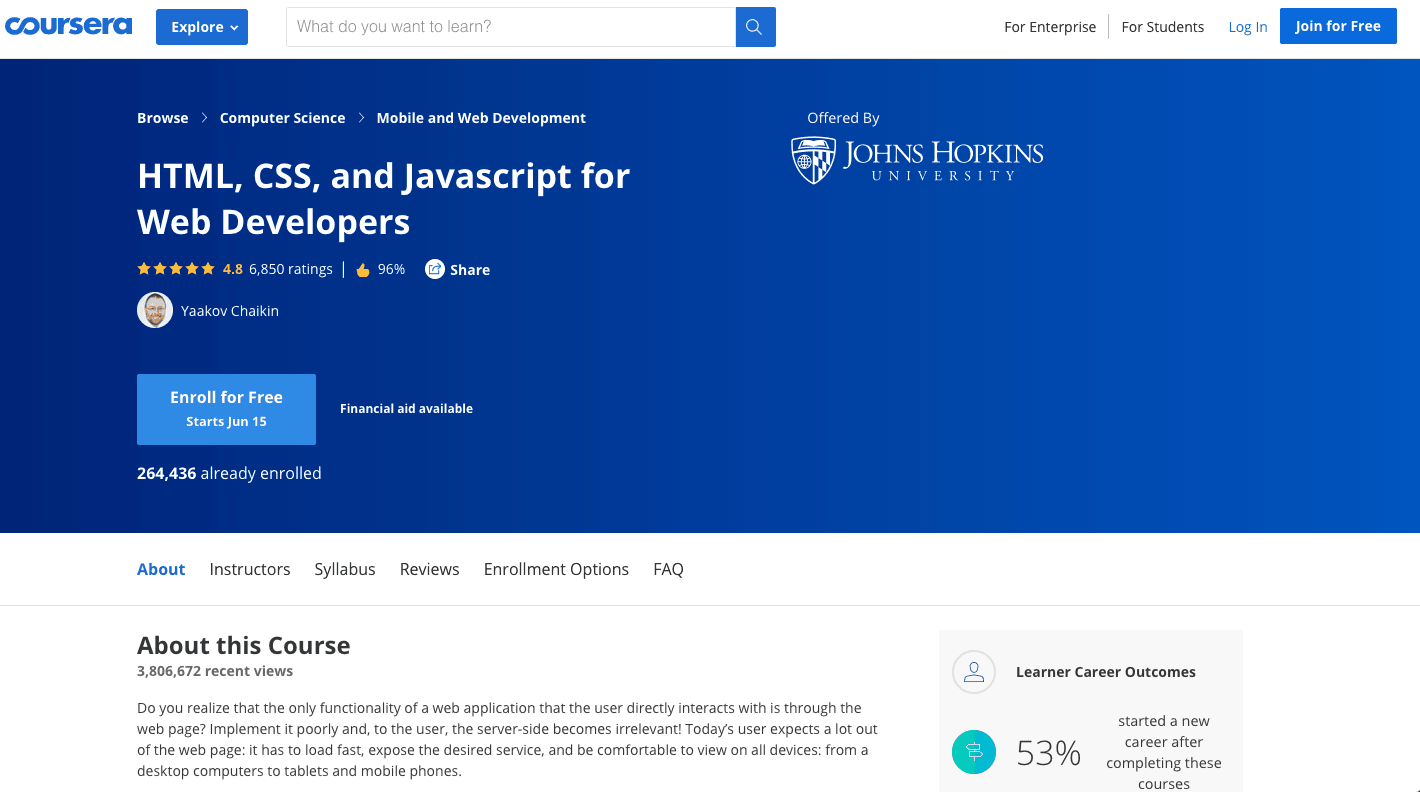 coursera
Explore
What do you want to learn?
For Enterprise
For Students
Log In
Join for Free
Browse
Computer Science
Mobile and Web Development
Offered By
JOHNS HOPKINS
UNIVERSITY
HTML, CSS, and Javascript for
Web Developers
4.8 6,850 ratings
96%
Share
Yaakov Chaikin
Enroll for Free
Starts Jun 15
Financial aid available
264,436 already enrolled
About
Instructors
Syllabus
Reviews
Enrollment Options
FAQ
About this Course
3,806,672 recent views
Do you realize that the only functionality of a web application that the user directly interacts with is through the
web page? Implement it poorly and, to the user, the server-side becomes irrelevant! Today’s user expects a lot out
of the web page: it has to load fast, expose the desired service, and be comfortable to view on all devices: from a
desktop computers to tablets and mobile phones.
Learner Career Outcomes
53%
started a new
career after
completing these
courses